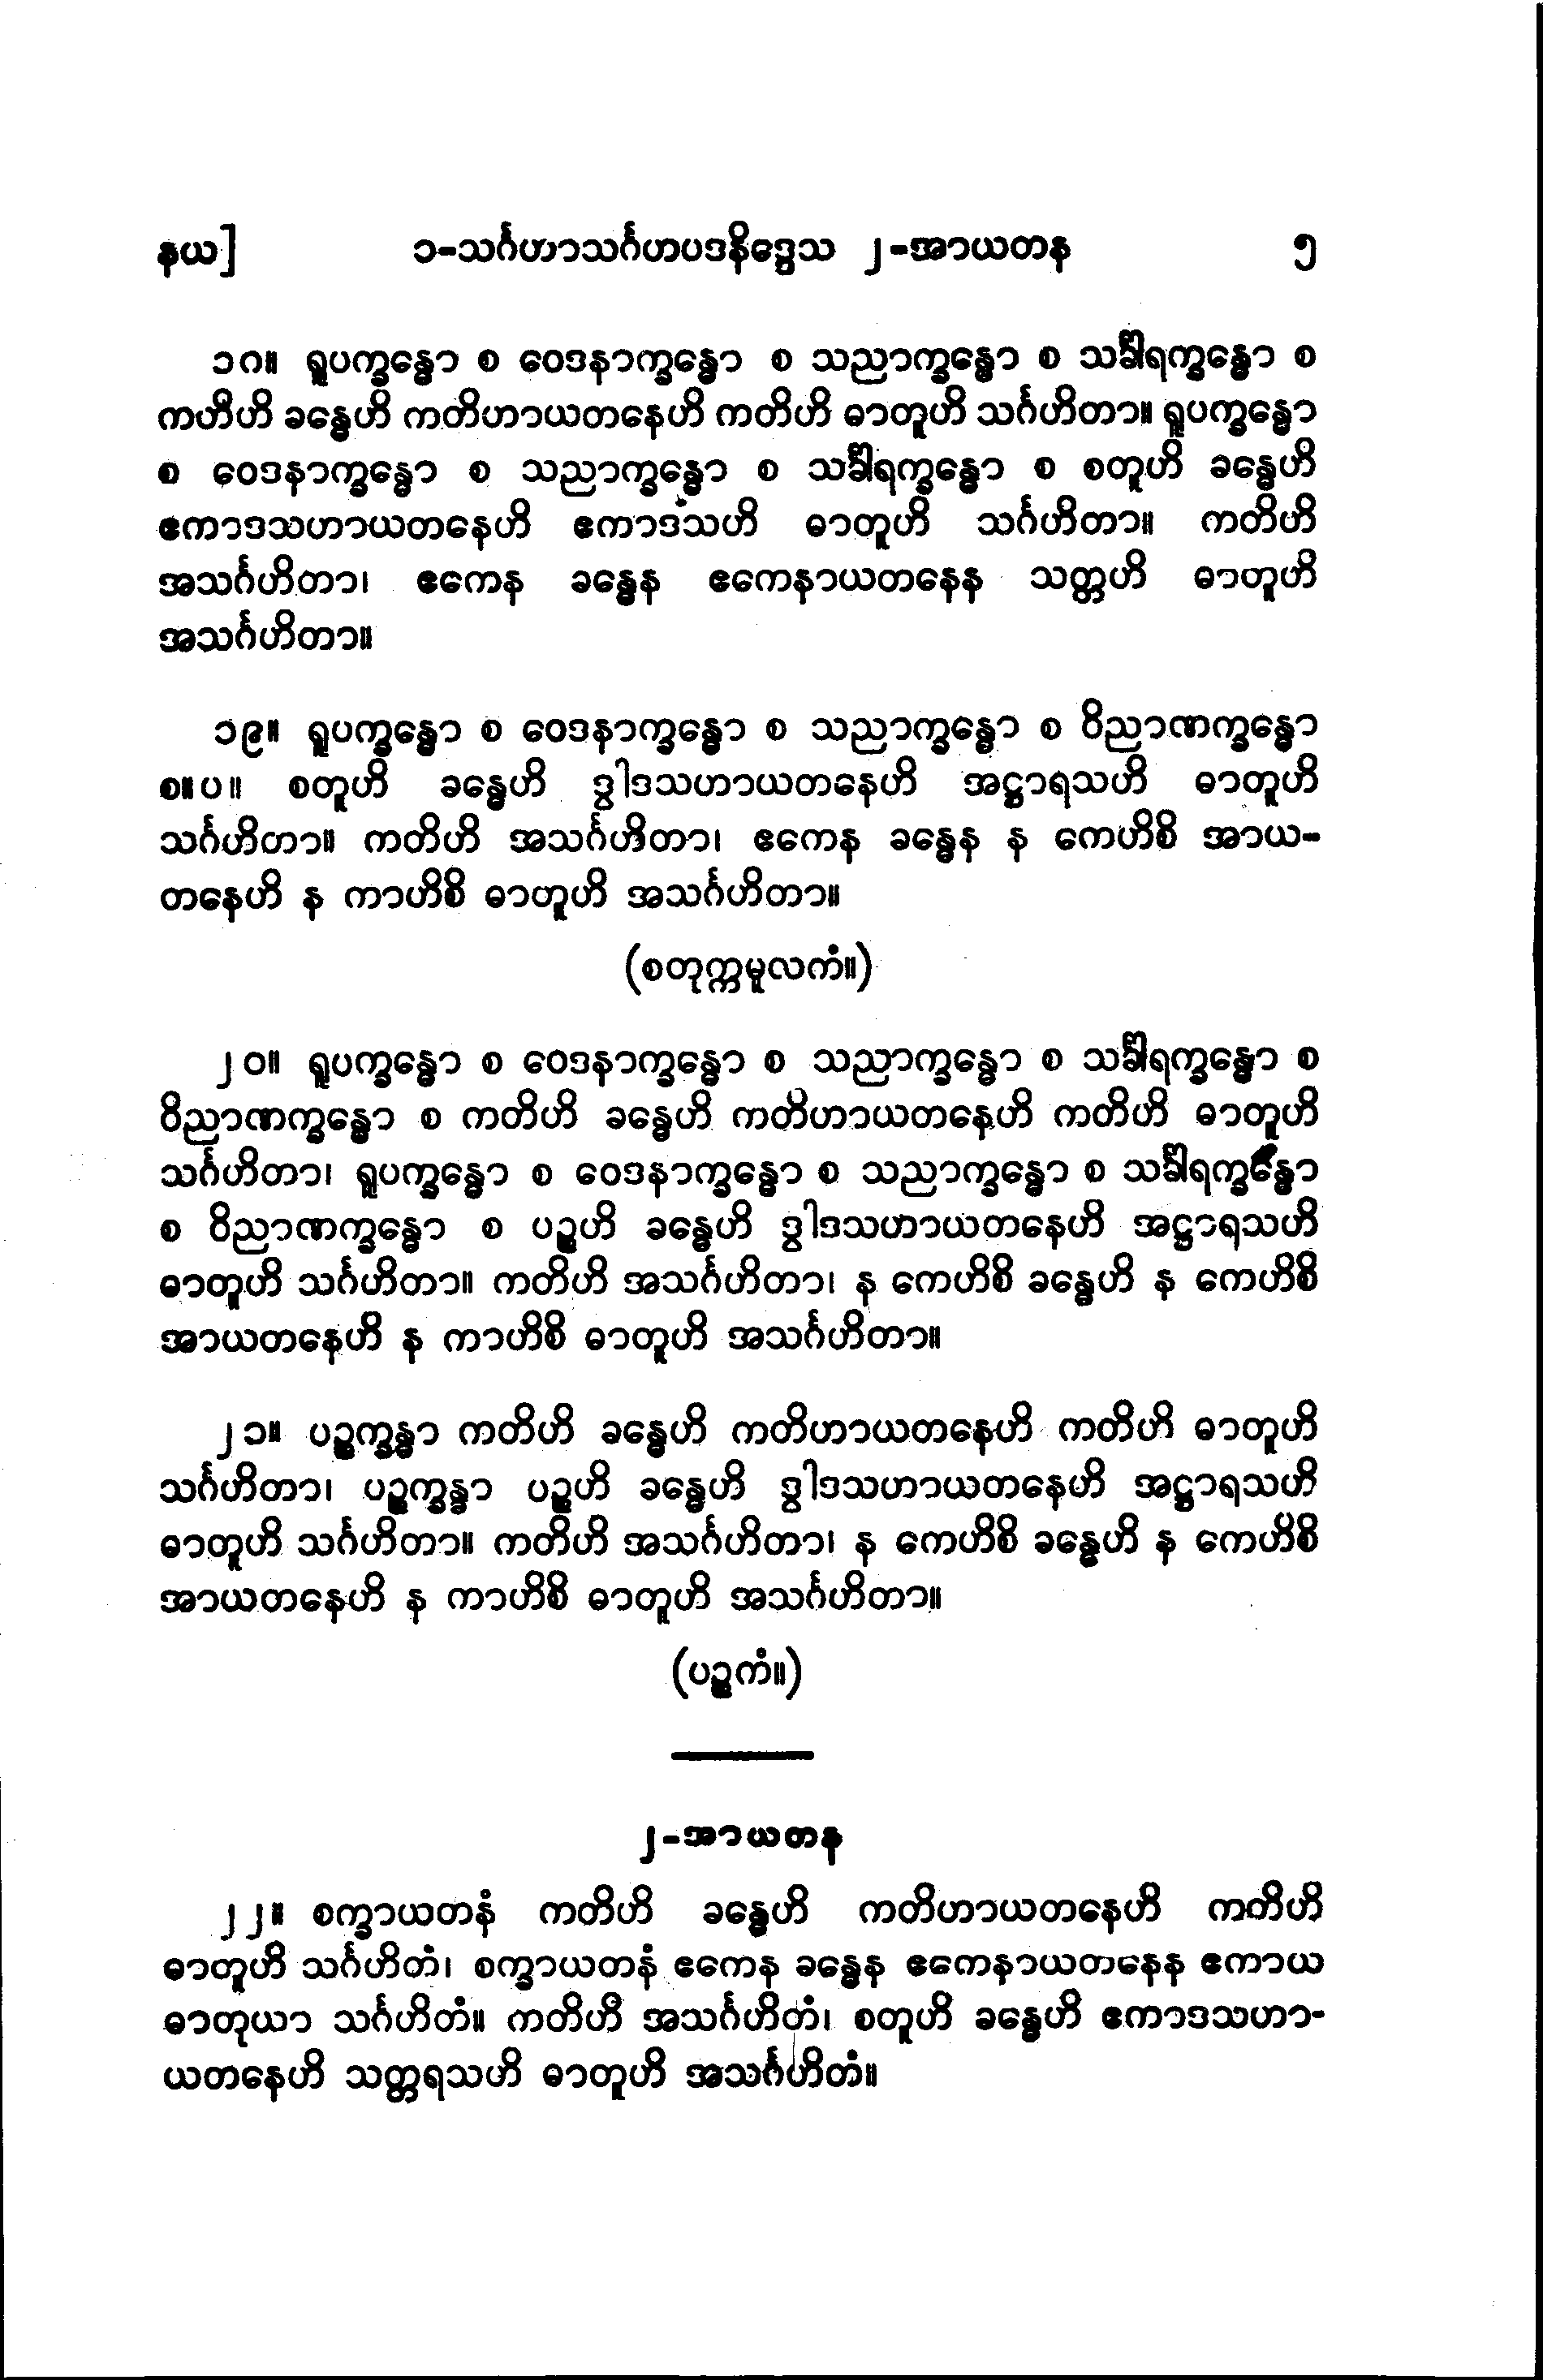 နယ]
၁-သင်္ဂဟာသင်္ဂဟပဒနိဒ္ဒေသ ၂-အာယတန
၅
၁၈။ ရူပက္ခန္ဓော စ ဝေဒနာက္ခန္ဓော စ သညာက္ခန္ဓော စ သင်္ခါရက္ခန္ဓော စ
ကတီဟိ ခန္ဓေဟိ ကတိဟာယတနေဟိ ကတိဟိ ဓာတူဟိ သင်္ဂဟိတာ။ ရူပက္ခန္ဓော
စ ဝေဒနာက္ခန္ဓော စ သညာက္ခန္ဓော စ သင်္ခါရက္ခန္ဓော စ စတူဟိ ခန္ဓေဟိ
ဧကာဒသဟာယတနေဟိ ဧကာဒသဟိ ဓာတူဟိ သင်္ဂဟိတာ။ ကတိဟိ
အသင်္ဂဟိတာ၊ ဧကေန ခန္ဓေန ဧကေနာယတနေန သတ္တဟိ ဓာတူဟိ
အသင်္ဂဟိတာ။
၁၉။ ရူပက္ခန္ဓော စ ဝေဒနာက္ခန္ဓော စ သညာက္ခန္ဓော စ ဝိညာဏက္ခန္ဓော
စ။ပ။ စတူဟိ ခန္ဓေဟိ ဒွါဒသဟာယတနေဟိ အဋ္ဌာရသဟိ ဓာတူဟိ
သင်္ဂဟိတာ။ ကတိဟိ အသင်္ဂဟိတာ၊ ဧကေန ခန္ဓေန န ကေဟိစိ အာယ-
တနေဟိ န ကာဟိစိ ဓာတူဟိ အသင်္ဂဟိတာ။
(စတုက္ကမူလကံ။)
၂၀။ ရူပက္ခန္ဓော စ ဝေဒနာက္ခန္ဓော စ သညာက္ခန္ဓော စ သင်္ခါရက္ခန္ဓော စ
ဝိညာဏက္ခန္ဓော စ ကတိဟိ ခန္ဓေဟိ ကတိဟာယတနေဟိ ကတိဟိ ဓာတူဟိ
သင်္ဂဟိတာ၊ ရူပက္ခန္ဓော စ ဝေဒနာက္ခန္ဓော စ သညာက္ခန္ဓော စ သင်္ခါရက္ခန္ဓော
စ ဝိညာဏက္ခန္ဓော စ ပဉ္စဟိ ခန္ဓေဟိ ဒွါဒသဟာယတနေဟိ အဋ္ဌာရသဟိ
ဓာတူဟိ သင်္ဂဟိတာ။ ကတိဟိ အသင်္ဂဟိတာ၊ န ကေဟိစိ ခန္ဓေဟိ န ကေဟိစိ
အာယတနေဟိ န ကာဟိစိ ဓာတူဟိ အသင်္ဂဟိတာ။
၂၁။ ပဉ္စက္ခန္ဓာ ကတိဟိ ခန္ဓေဟိ ကတိဟာယတနေဟိ ကတိဟိ ဓာတူဟိ
သင်္ဂဟိတာ၊ ပဉ္စက္ခန္ဓာ ပဉ္စဟိ ခန္ဓေဟိ ဒွါဒသဟာယတနေဟိ အဋ္ဌာရသဟိ
ဓာတူဟိ သင်္ဂဟိတာ။ ကတိဟိ အသင်္ဂဟိတာ၊ န ကေဟိစိ ခန္ဓေဟိ န ကေဟိစိ
အာယတနေဟိ န ကာဟိစိ ဓာတူဟိ အသင်္ဂဟိတာ။
(ပဉ္စကံ။)
၂-အာယတန
၂၂။ စက္ခာယတနံ ကတိဟိ ခန္ဓေဟိ ကတိဟာယတနေဟိ ကတိဟိ
ဓာတူဟိ သင်္ဂဟိတံ၊ စက္ခာယတနံ ဧကေန ခန္ဓေန ဧကေနာယတနေန ဧကာယ
ဓာတုယာ သင်္ဂဟိတံ။ ကတိဟိ အသင်္ဂဟိတံ၊ စတူဟိ ခန္ဓေဟိ ဧကာဒသဟာ-
ယတနေဟိ သတ္တရသဟိ ဓာတူဟိ အသင်္ဂဟိတံ။